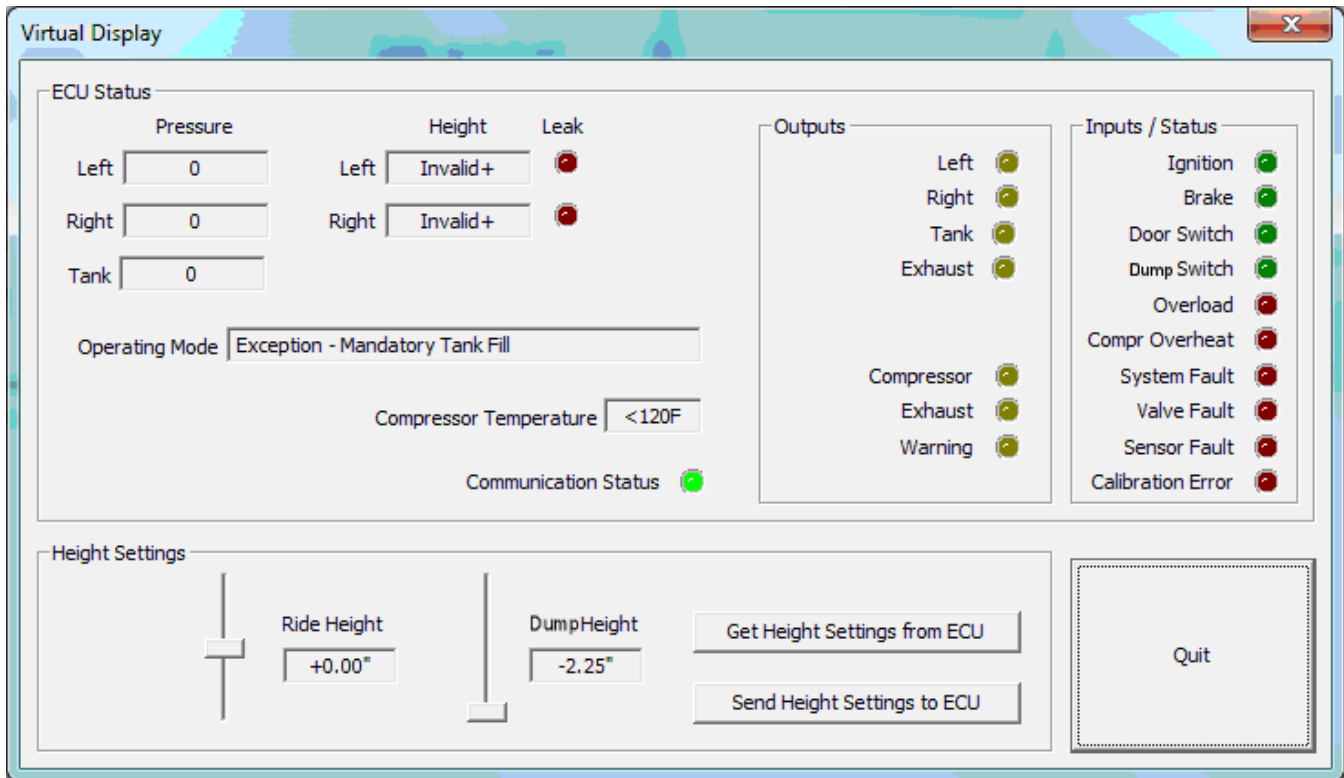 Virtual Display
x
ECU Status
Pressure Height Leak
Left 0 Left Invalid+
Right 0 Right Invalid+
Tank 0
Operating Mode Exception - Mandatory Tank Fill
Compressor Temperature <120F
Communication Status
Outputs
Left
Right
Tank
Exhaust
Compressor
Exhaust
Warning
Inputs / Status
Ignition
Brake
Door Switch
Dump Switch
Overload
Compr Overheat
System Fault
Valve Fault
Sensor Fault
Calibration Error
Height Settings
Ride Height
+0.00"
DumpHeight
-2.25"
Get Height Settings from ECU
Send Height Settings to ECU
Quit